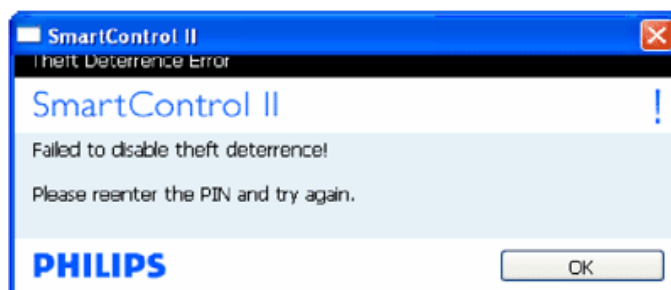 SmartControl II
Theft Deterrence Error
SmartControl II
!
Failed to disable theft deterrence!
Please reenter the PIN and try again.
PHILIPS
OK